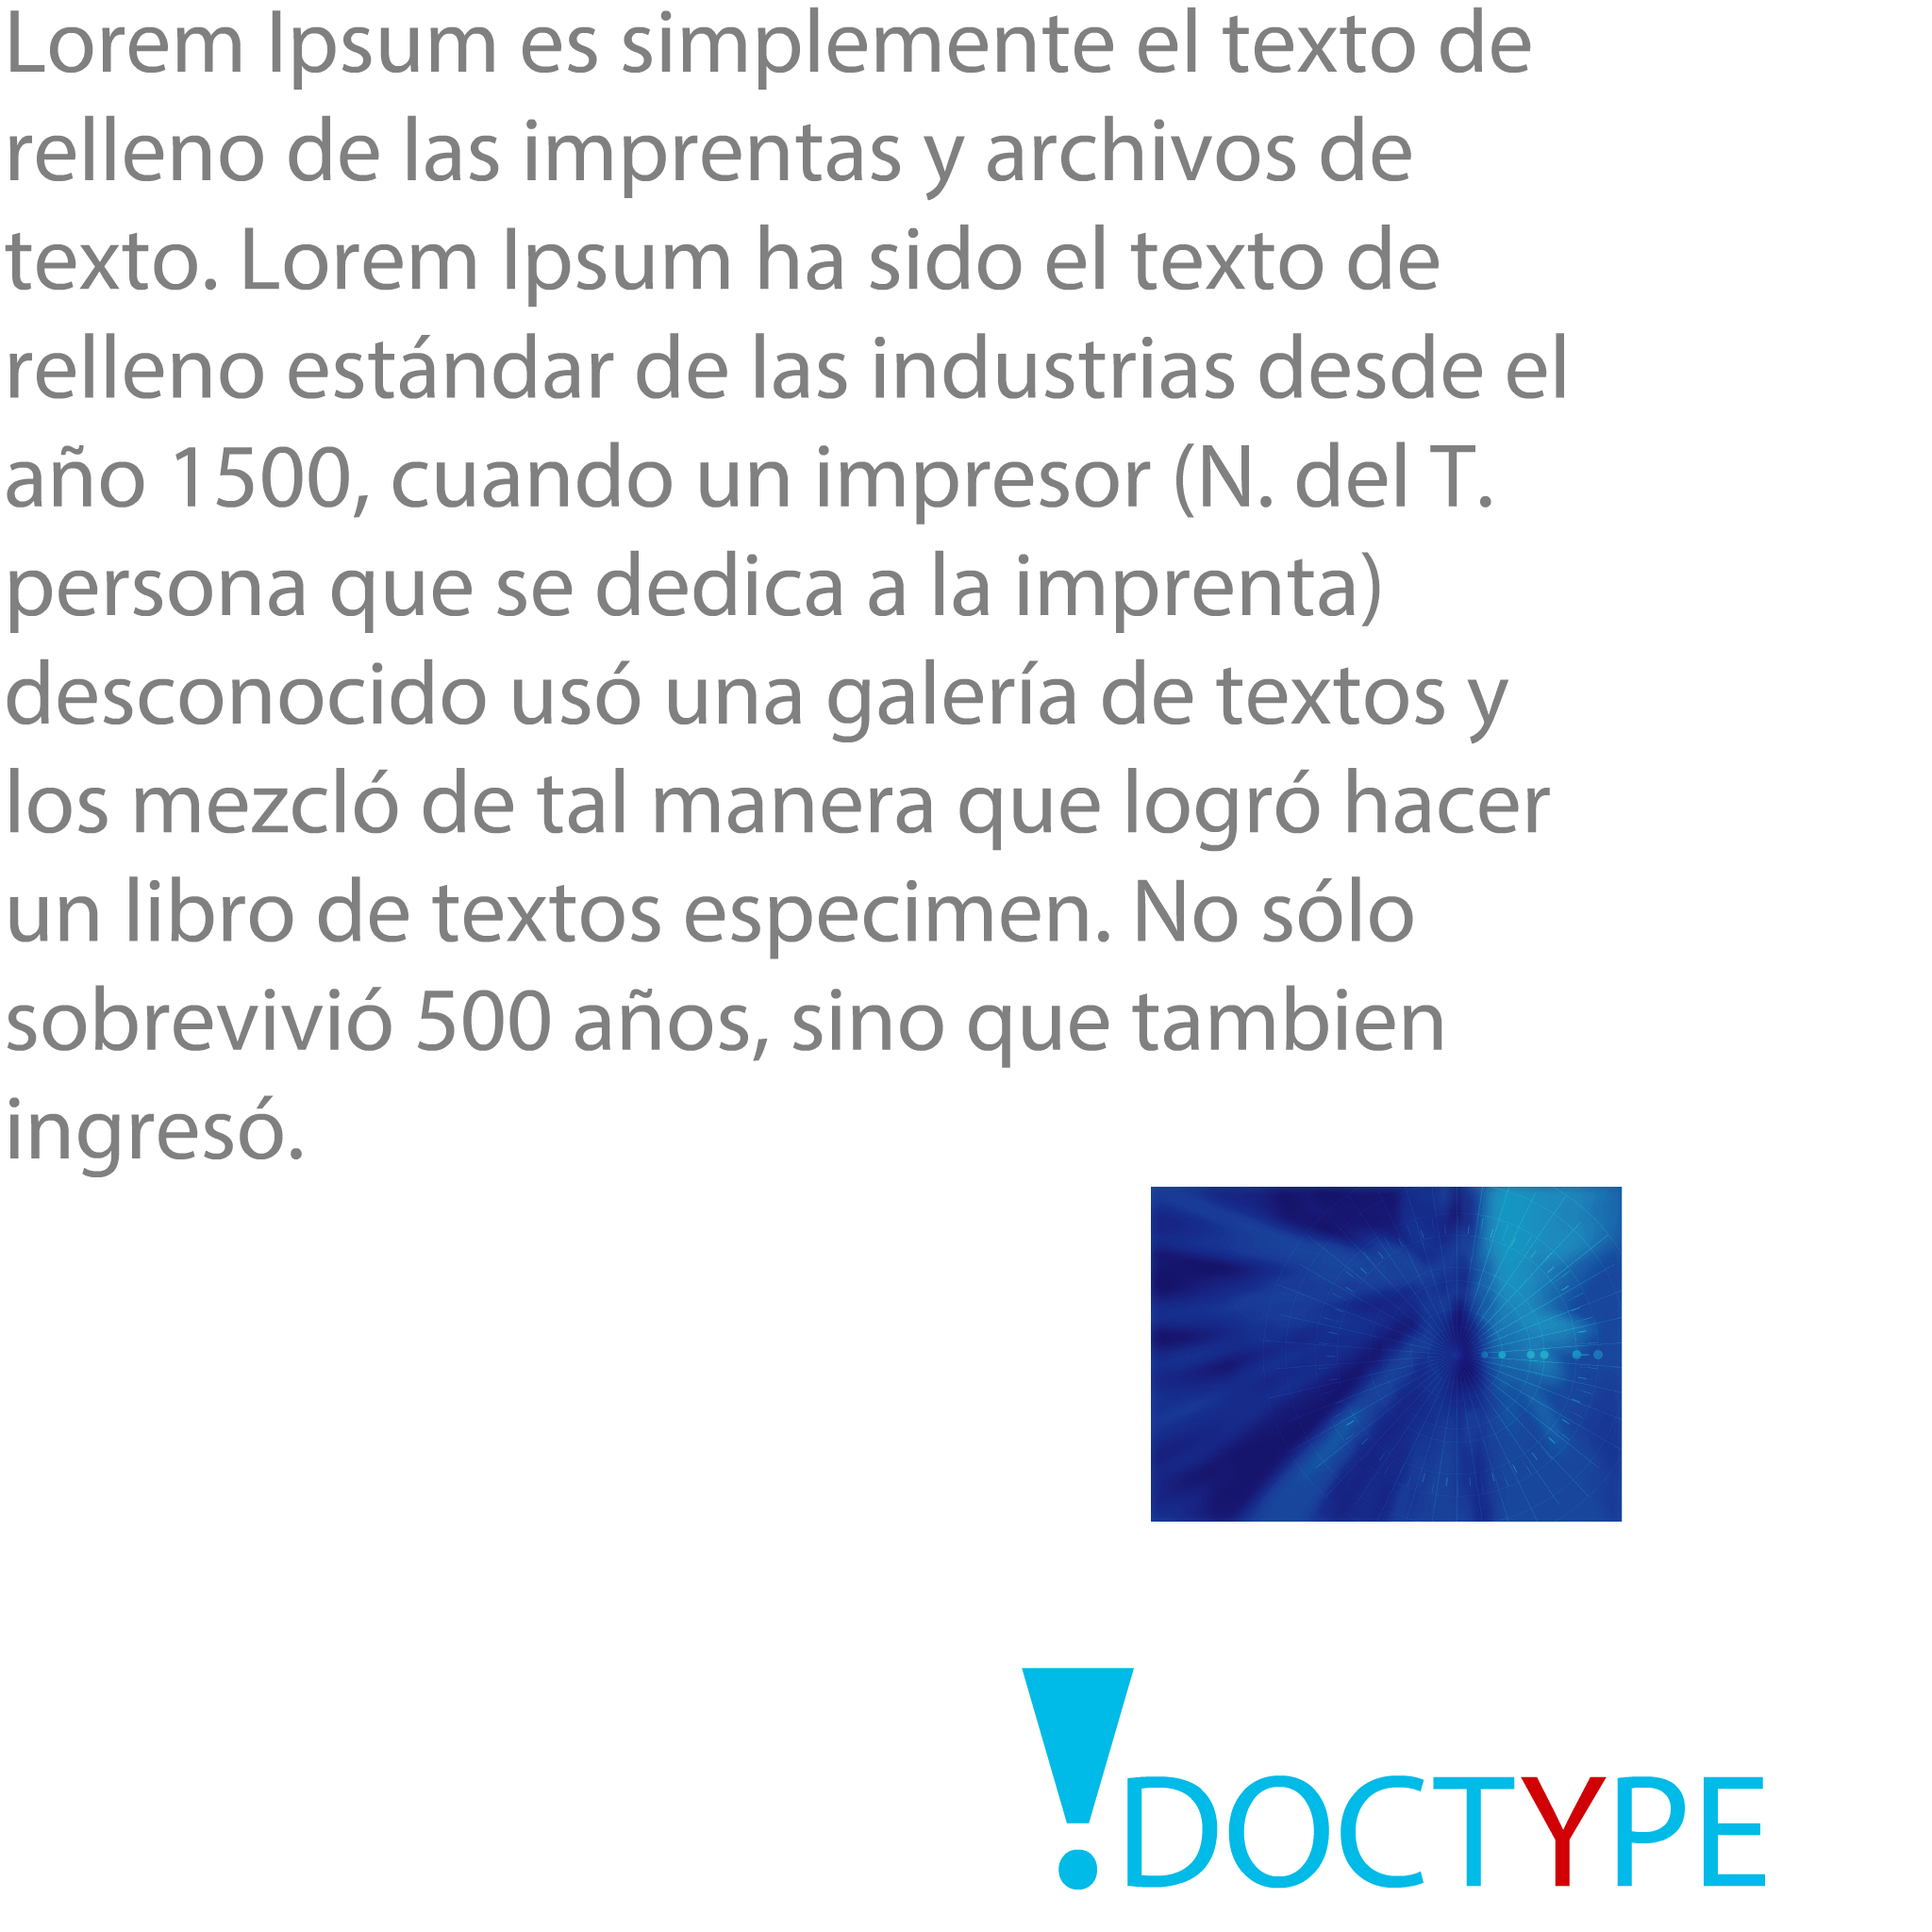 Lorem Ipsum es simplemente el texto de
relleno de las imprentas y archivos de
texto. Lorem Ipsum ha sido el texto de
relleno estándar de las industrias desde el
año 1500, cuando un impresor (N. del T.
persona que se dedica a la imprenta)
desconocido usó una galería de textos y
los mezcló de tal manera que logró hacer
un libro de textos especimen. No sólo
sobrevivió 500 años, sino que tambien
ingresó.
!DOCTYPE